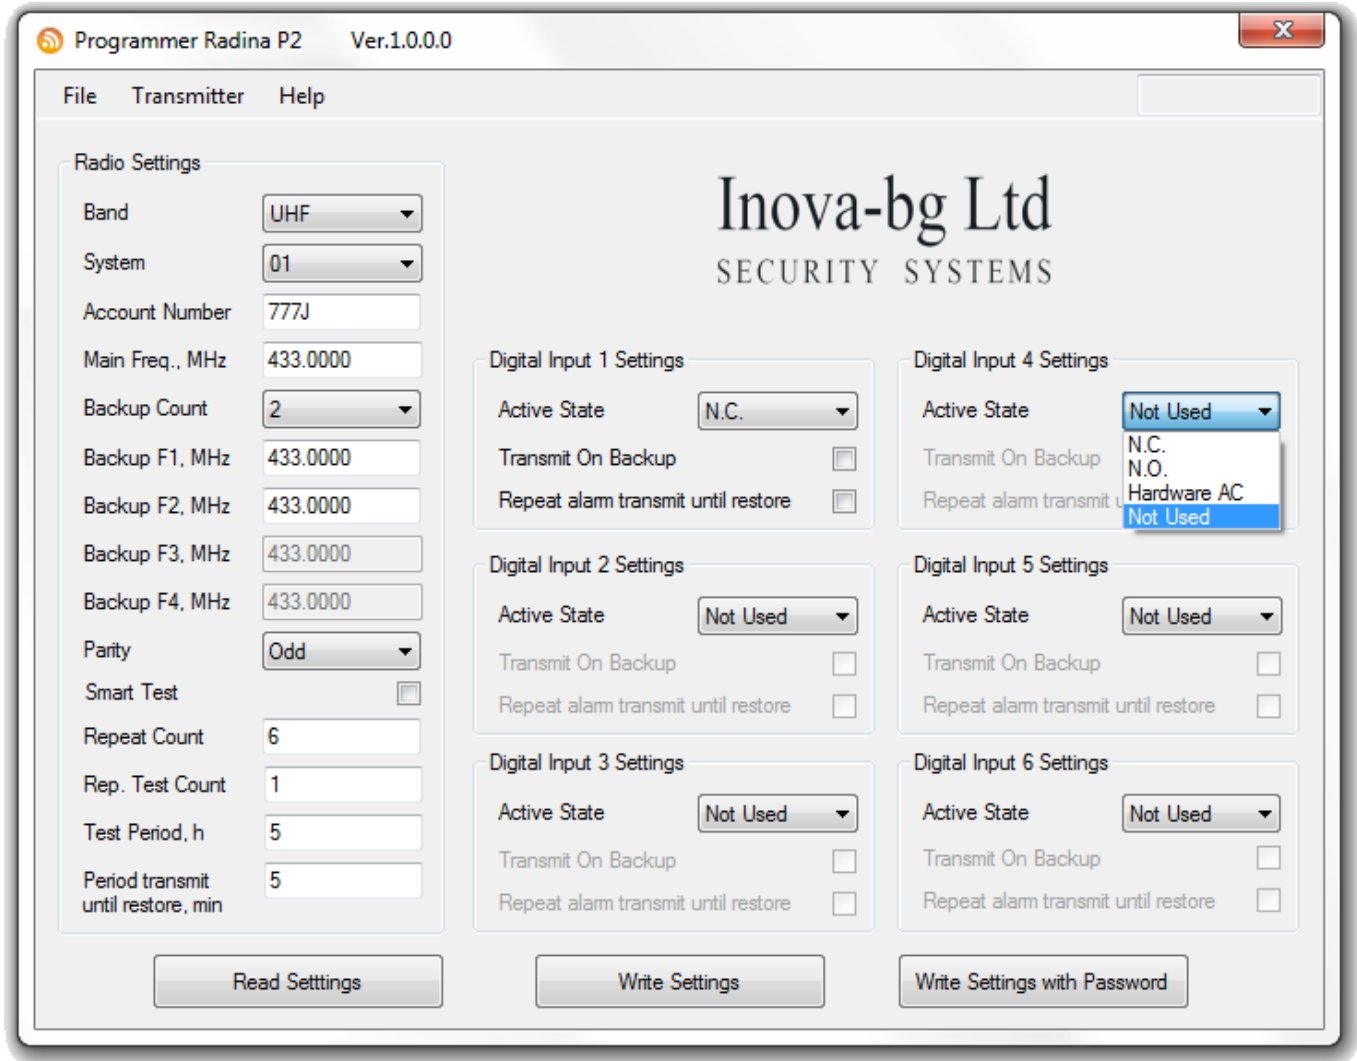 Programmer Radina P2 Ver.1.0.0.0
File Transmitter Help
Radio Settings
Band UHF
System 01
Account Number 777J
Main Freq., MHz 433.0000
Backup Count 2
Backup F1, MHz 433.0000
Backup F2, MHz 433.0000
Backup F3, MHz 433.0000
Backup F4, MHz 433.0000
Parity Odd
Smart Test
Repeat Count 6
Rep. Test Count 1
Test Period, h 5
Period transmit
until restore, min 5
Inova-bg Ltd
SECURITY SYSTEMS
Digital Input 1 Settings
Active State N.C.
Transmit On Backup
Repeat alarm transmit until restore
Digital Input 2 Settings
Active State Not Used
Transmit On Backup
Repeat alarm transmit until restore
Digital Input 3 Settings
Active State Not Used
Transmit On Backup
Repeat alarm transmit until restore
Digital Input 4 Settings
Active State Not Used
N.C.
Transmit On Backup
N.O.
Hardware AC
Repeat alarm transmit
Not Used
Digital Input 5 Settings
Active State Not Used
Transmit On Backup
Repeat alarm transmit until restore
Digital Input 6 Settings
Active State Not Used
Transmit On Backup
Repeat alarm transmit until restore
Read Setttings
Write Settings
Write Settings with Password